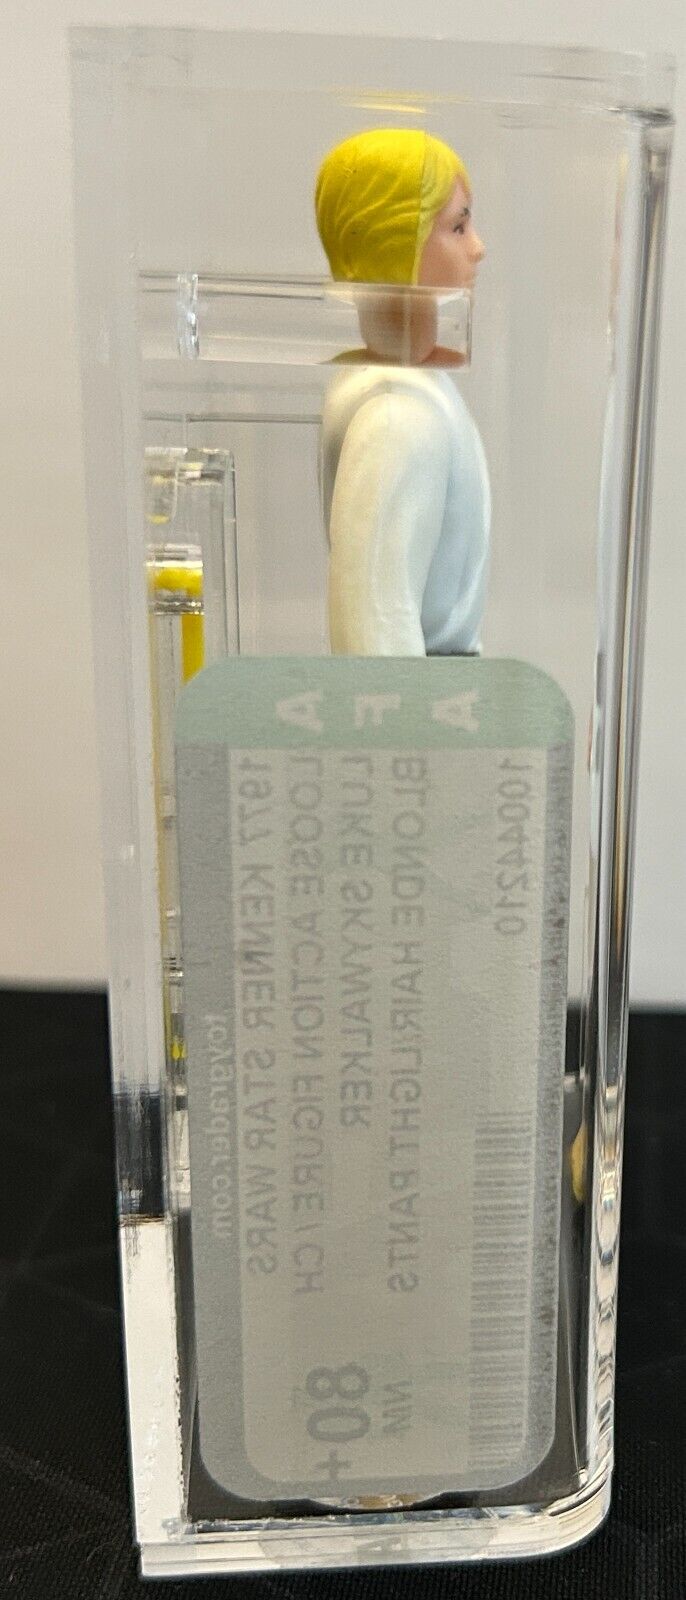 AFA
1977 KENNER STAR WARS
LOOSE ACTION FIGURE / CH
LUKE SKYWALKER
BLONDE HAIR/LIGHT PANTS
80+
NM
10044210
toygrader.com
A